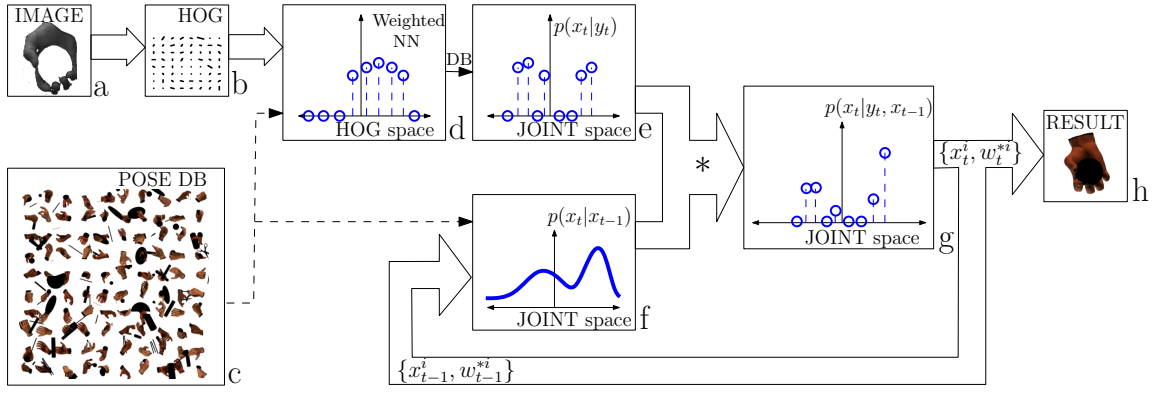 IMAGE
a
HOG
b
Weighted
NN
HOG space
d
DB
p(x_t|y_t)
JOINT space
e
POSE DB
c
p(x_t|x_{t-1})
JOINT space
f
*
p(x_t|y_t, x_{t-1})
JOINT space
g
{x_t^i, w_t^{*i}}
RESULT
h
{x_{t-1}^i, w_{t-1}^{*i}}